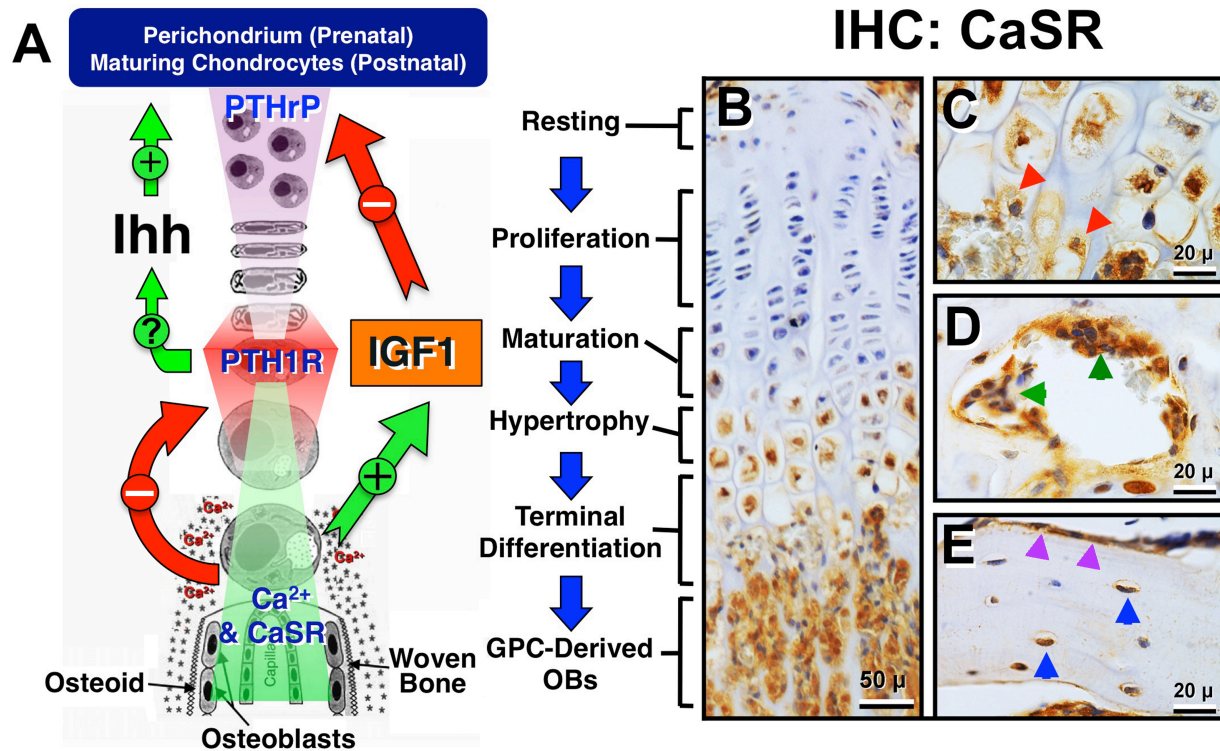 A
Perichondrium (Prenatal)
Maturing Chondrocytes (Postnatal)
PTHrP
+
−
Ihh
?
PTH1R
IGF1
−
+
Ca²⁺
Ca²⁺
Ca²⁺
Ca²⁺
Ca²⁺
& CaSR
Capillary
Osteoid
Woven
Bone
Osteoblasts
Resting
Proliferation
Maturation
Hypertrophy
Terminal
Differentiation
GPC-Derived
OBs
IHC: CaSR
B
50 µ
C
20 µ
D
20 µ
E
20 µ